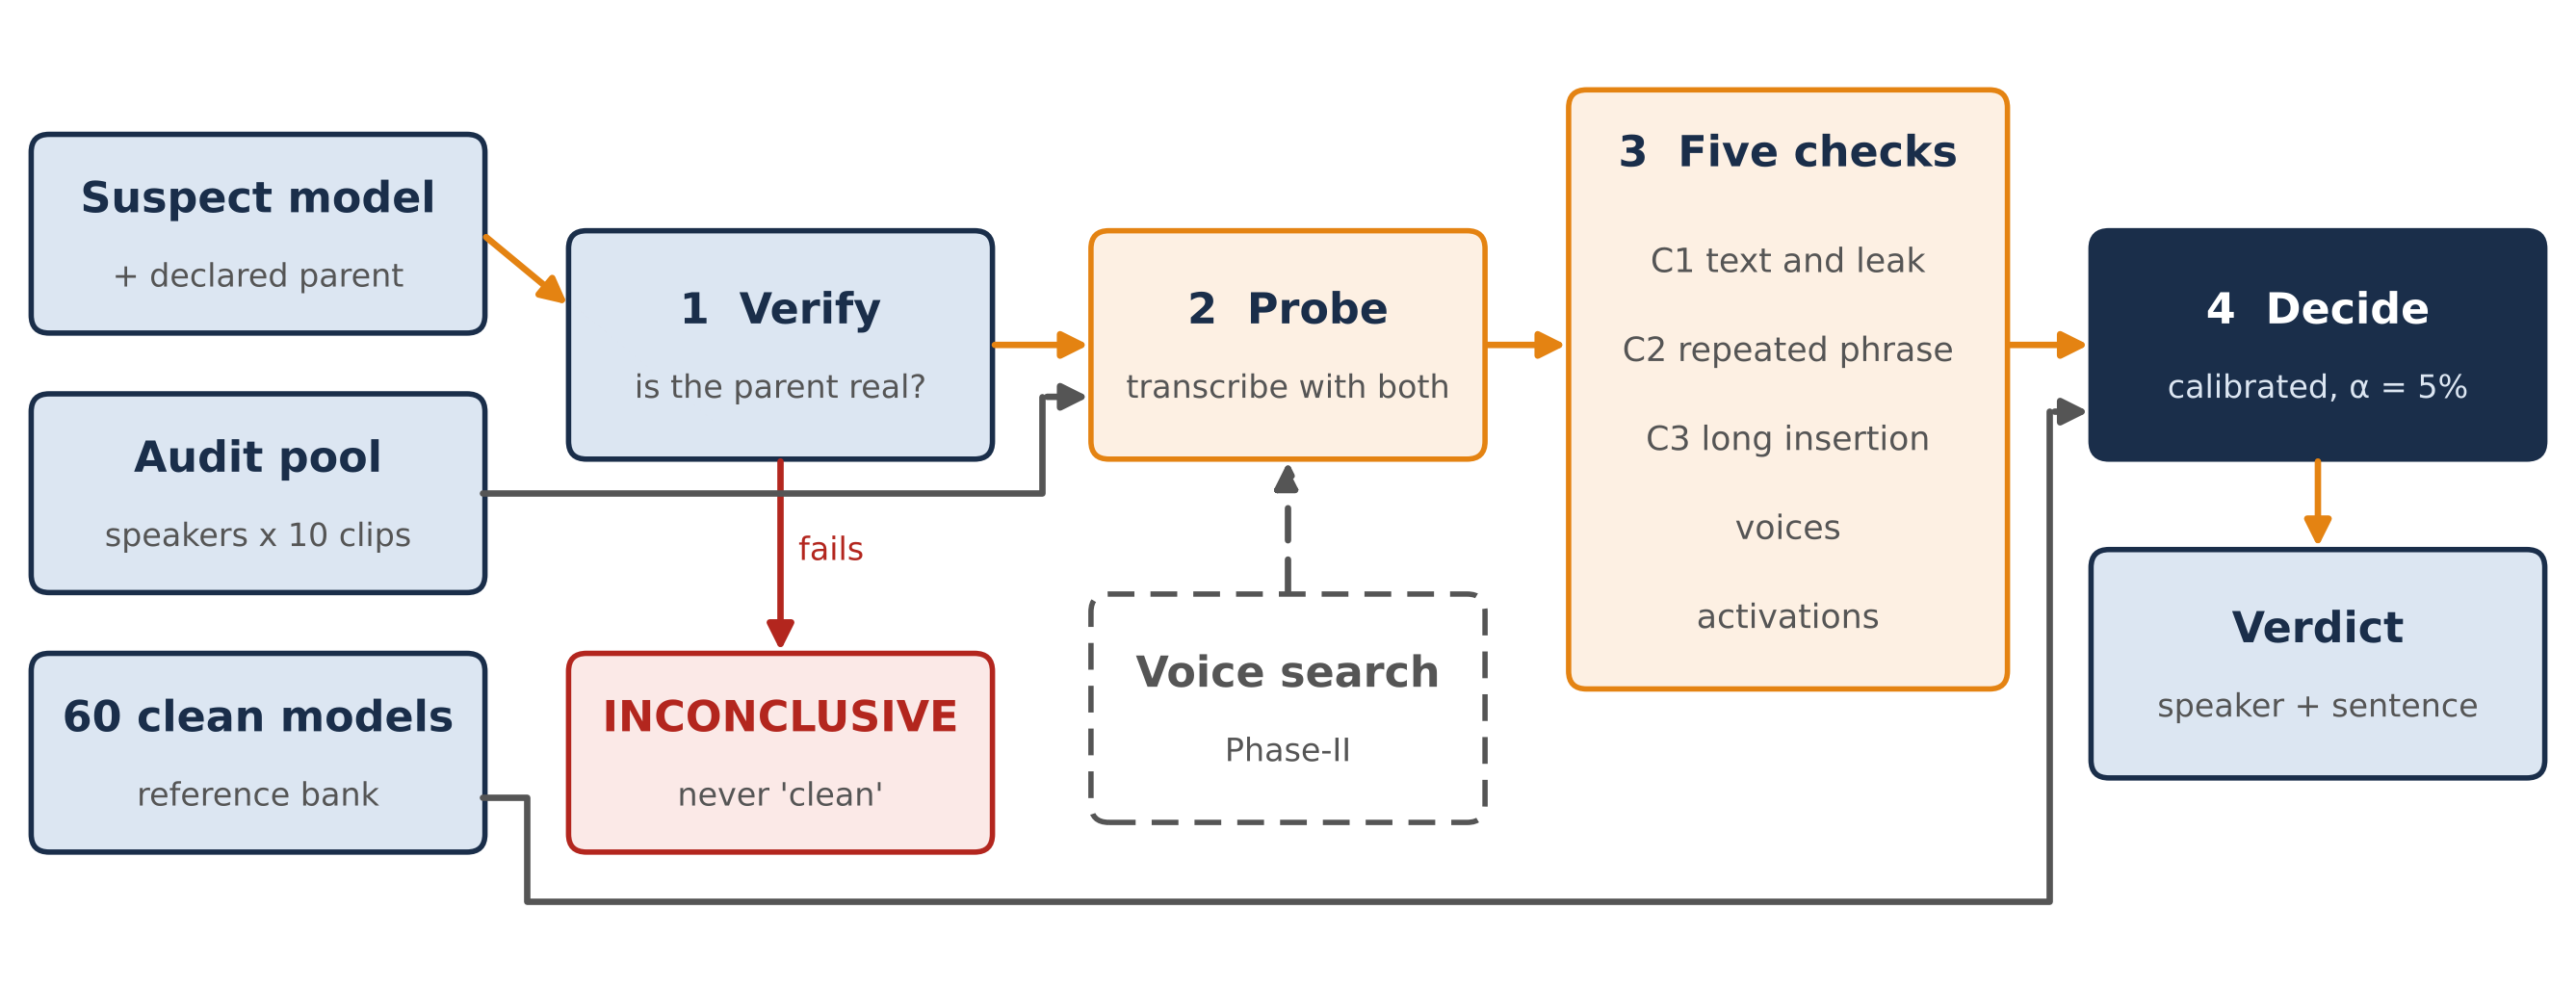 Suspect model
+ declared parent
Audit pool
speakers x 10 clips
60 clean models
reference bank
1 Verify
is the parent real?
fails
INCONCLUSIVE
never 'clean'
2 Probe
transcribe with both
Voice search
Phase-II
3 Five checks
C1 text and leak
C2 repeated phrase
C3 long insertion
voices
activations
4 Decide
calibrated, α = 5%
Verdict
speaker + sentence